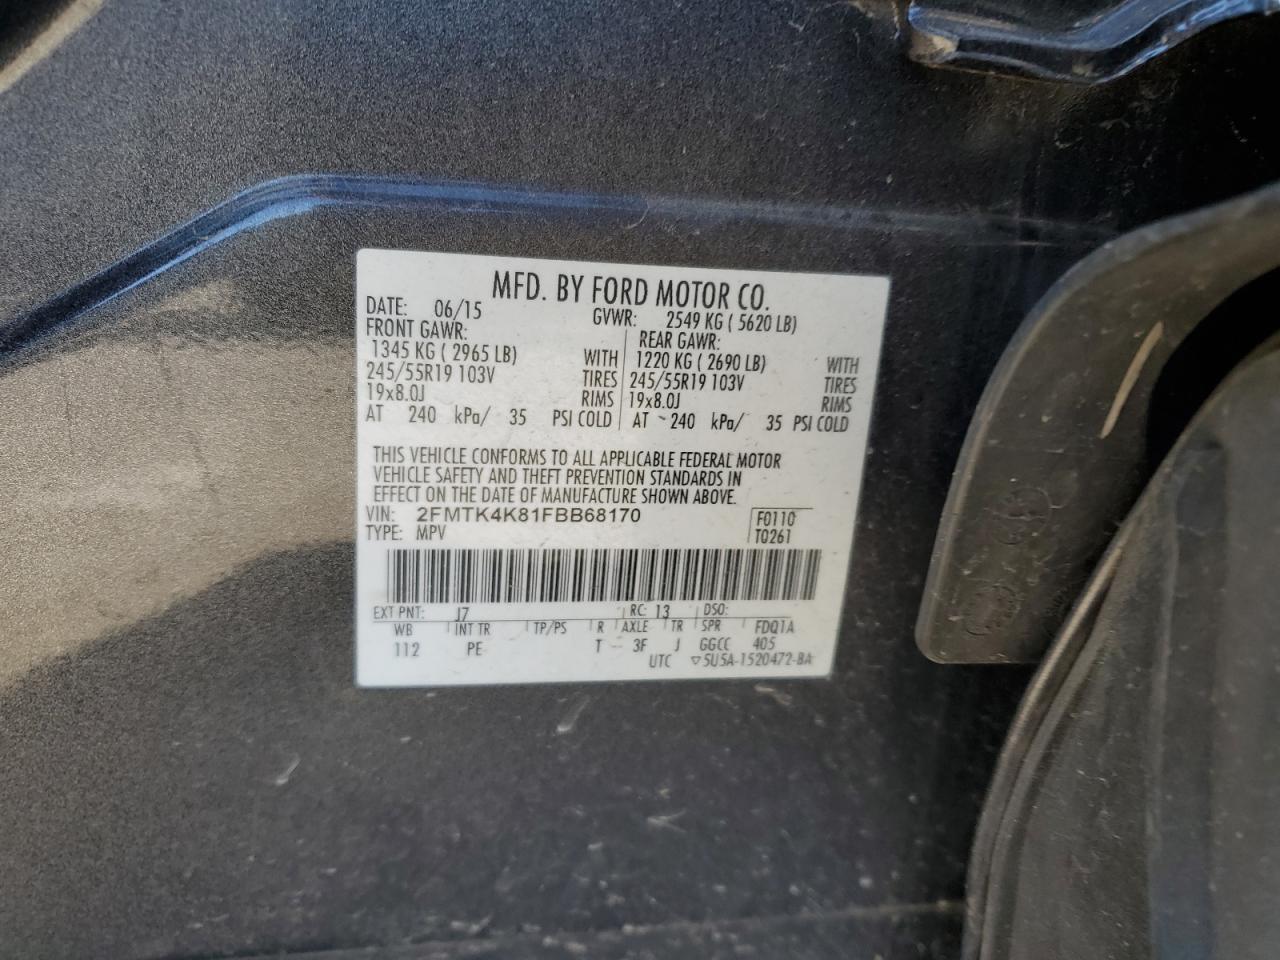 MFD. BY FORD MOTOR CO.
DATE: 06/15 GVWR: 2549 KG ( 5620 LB)
FRONT GAWR: REAR GAWR:
1345 KG ( 2965 LB) WITH 1220 KG ( 2690 LB) WITH
245/55R19 103V TIRES 245/55R19 103V TIRES
19x8.0J RIMS 19x8.0J RIMS
AT 240 kPa/ 35 PSI COLD AT 240 kPa/ 35 PSI COLD
THIS VEHICLE CONFORMS TO ALL APPLICABLE FEDERAL MOTOR
VEHICLE SAFETY AND THEFT PREVENTION STANDARDS IN
EFFECT ON THE DATE OF MANUFACTURE SHOWN ABOVE.
VIN: 2FMTK4K81FBB68170 F0110
TYPE: MPV T0261
EXT PNT: J7 RC: 13 DSO:
WB INT TR TP/PS R AXLE TR SPR FDQ1A
112 PE T 3F J GGCC 405
UTC ▽5U5A-1520472-BA